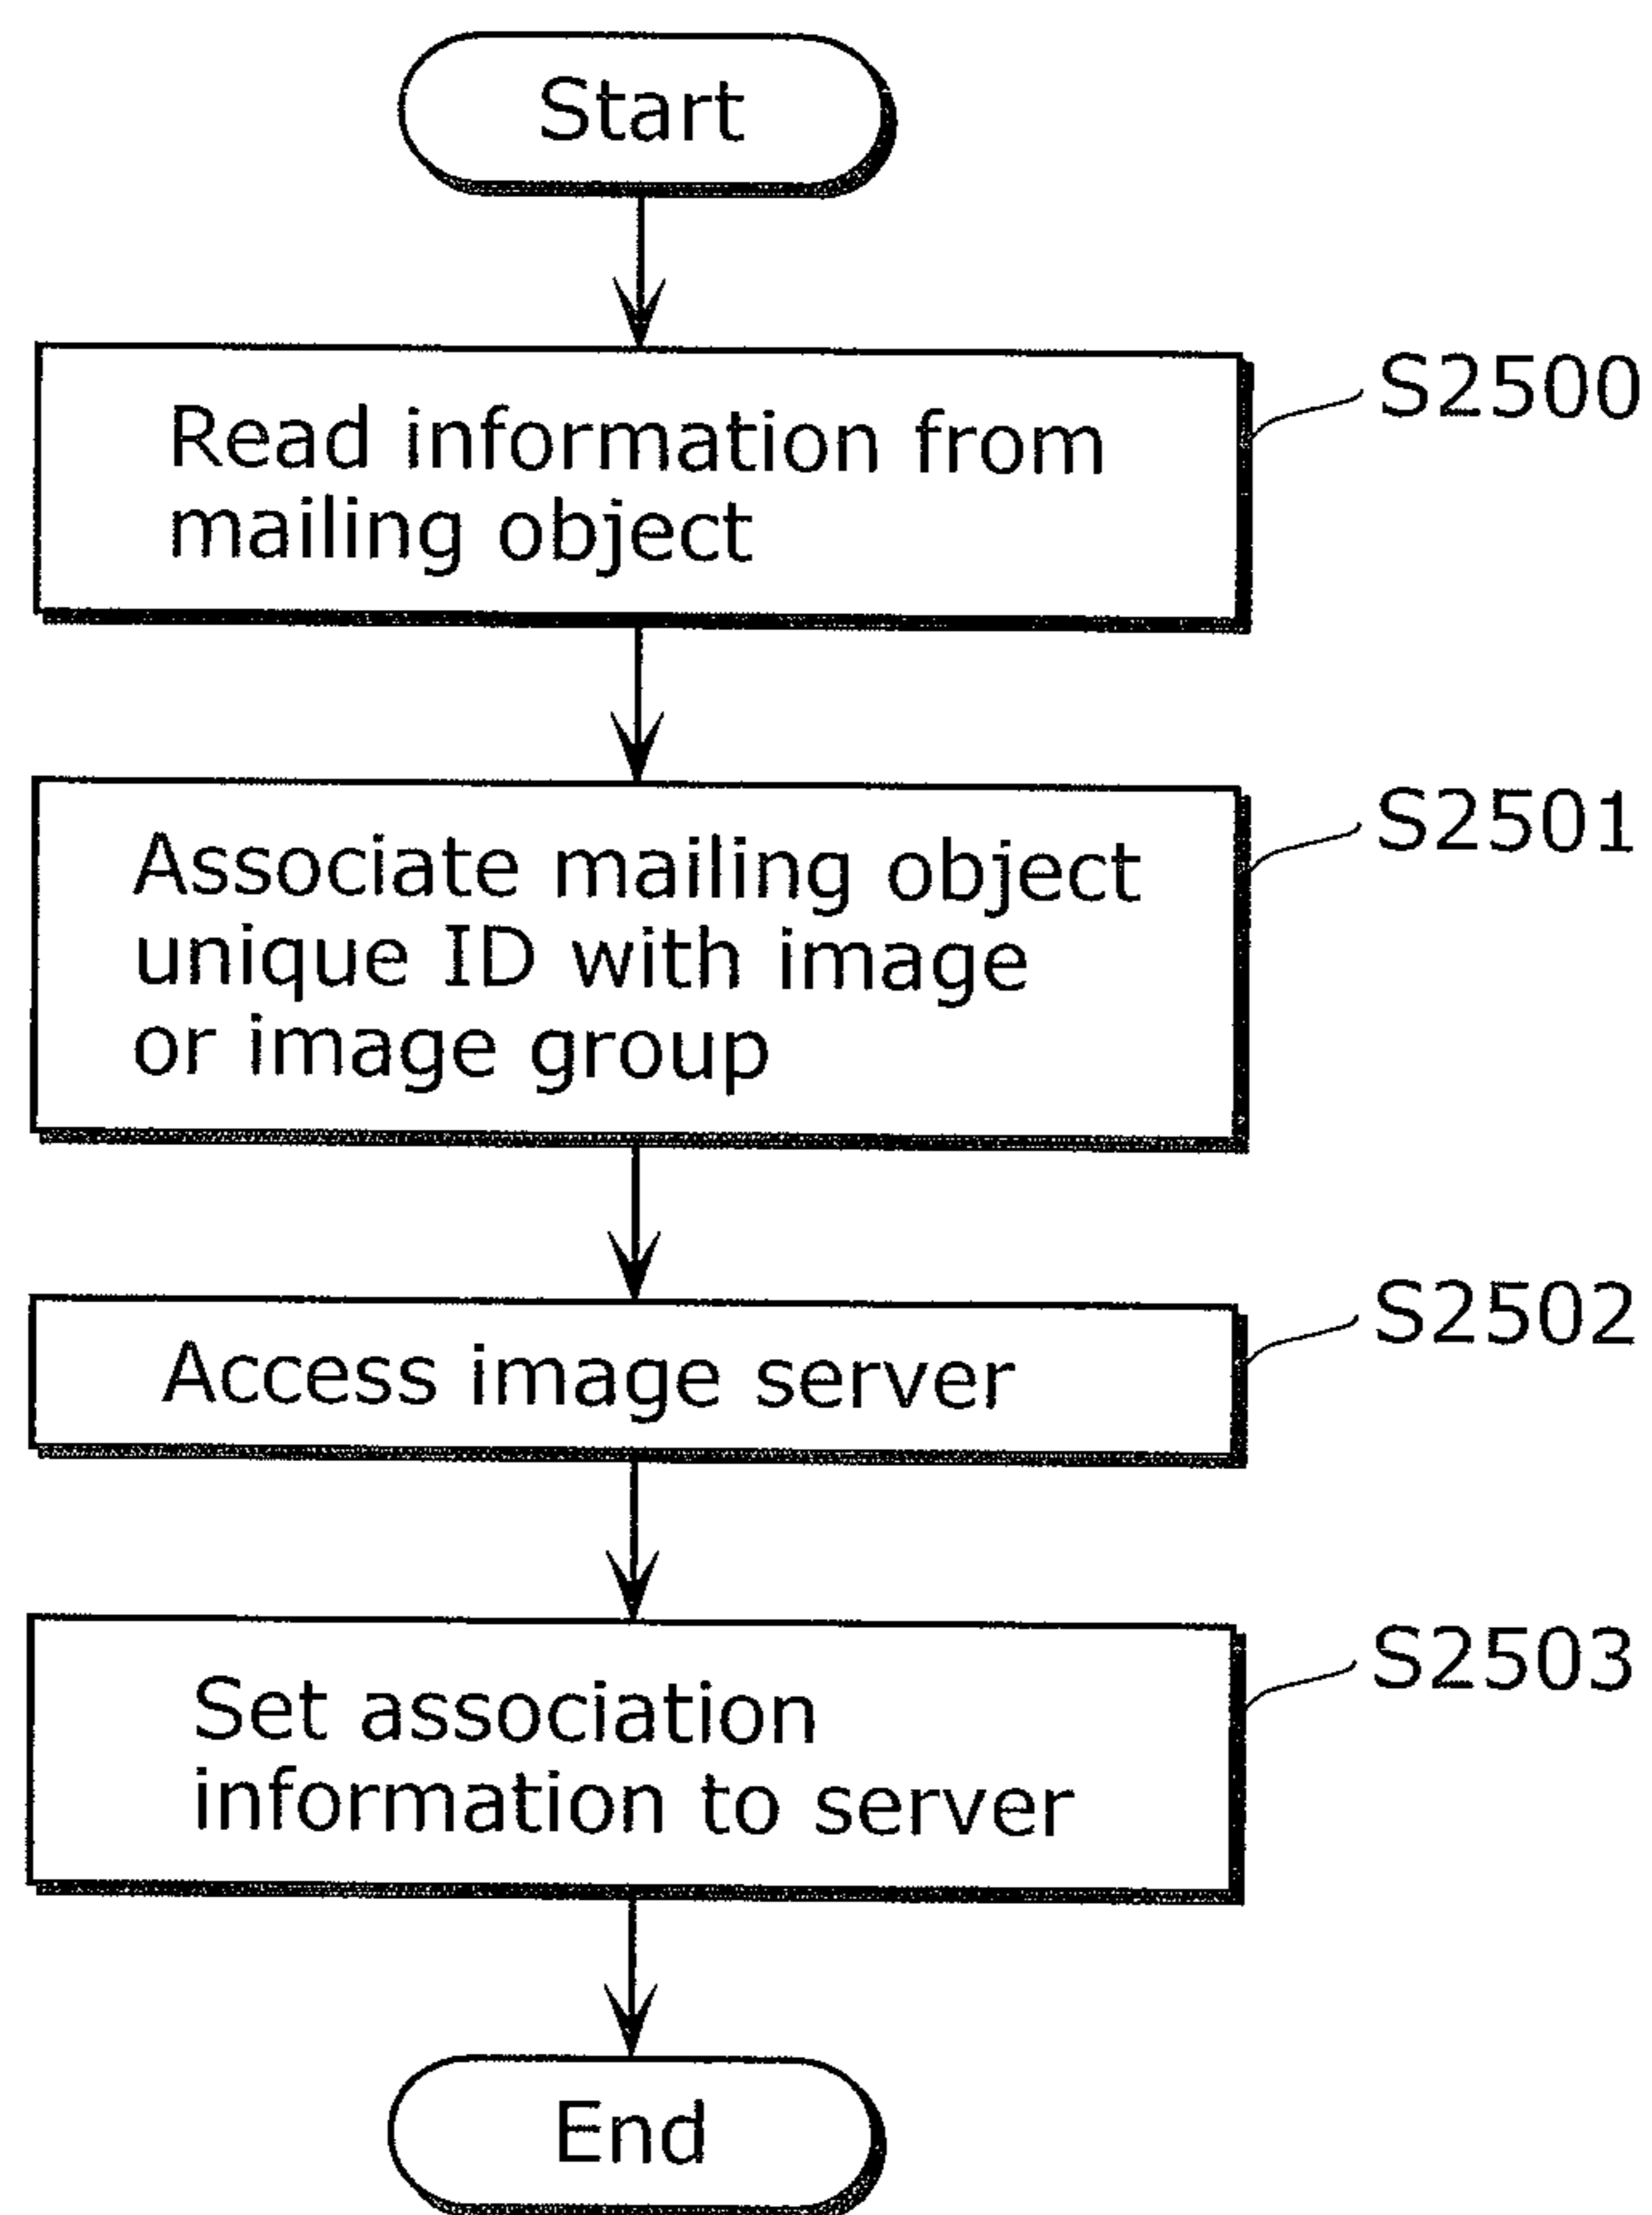 Start
Read information from
mailing object
S2500
Associate mailing object
unique ID with image
or image group
S2501
Access image server
S2502
Set association
information to server
S2503
End